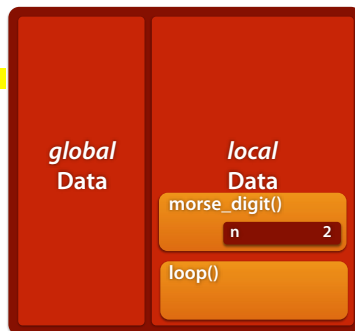 global
Data
local
Data
morse_digit()
n 2
loop()